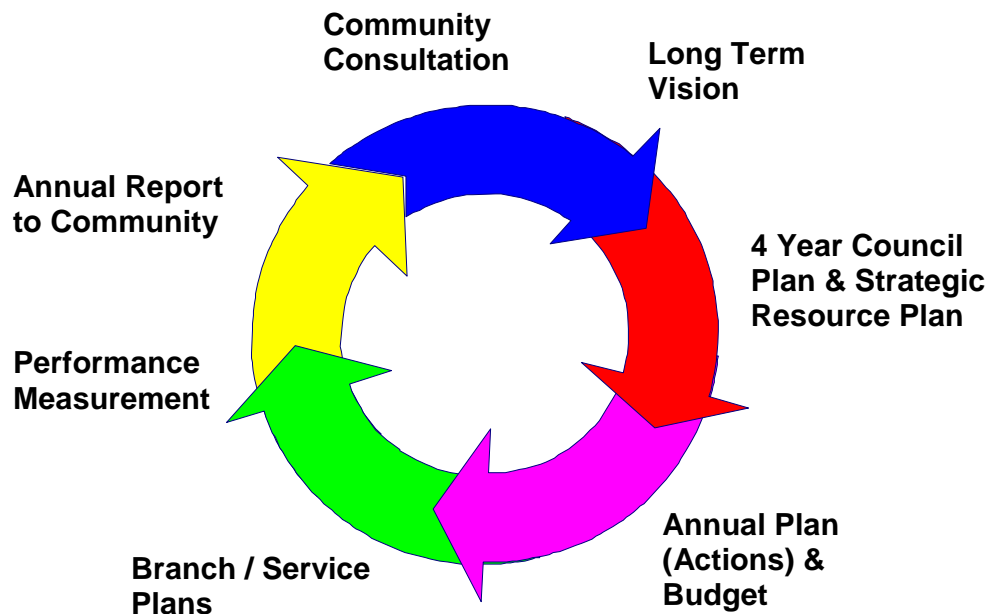 Community
Consultation
Long Term
Vision
4 Year Council
Plan & Strategic
Resource Plan
Annual Plan
(Actions) &
Budget
Branch / Service
Plans
Performance
Measurement
Annual Report
to Community